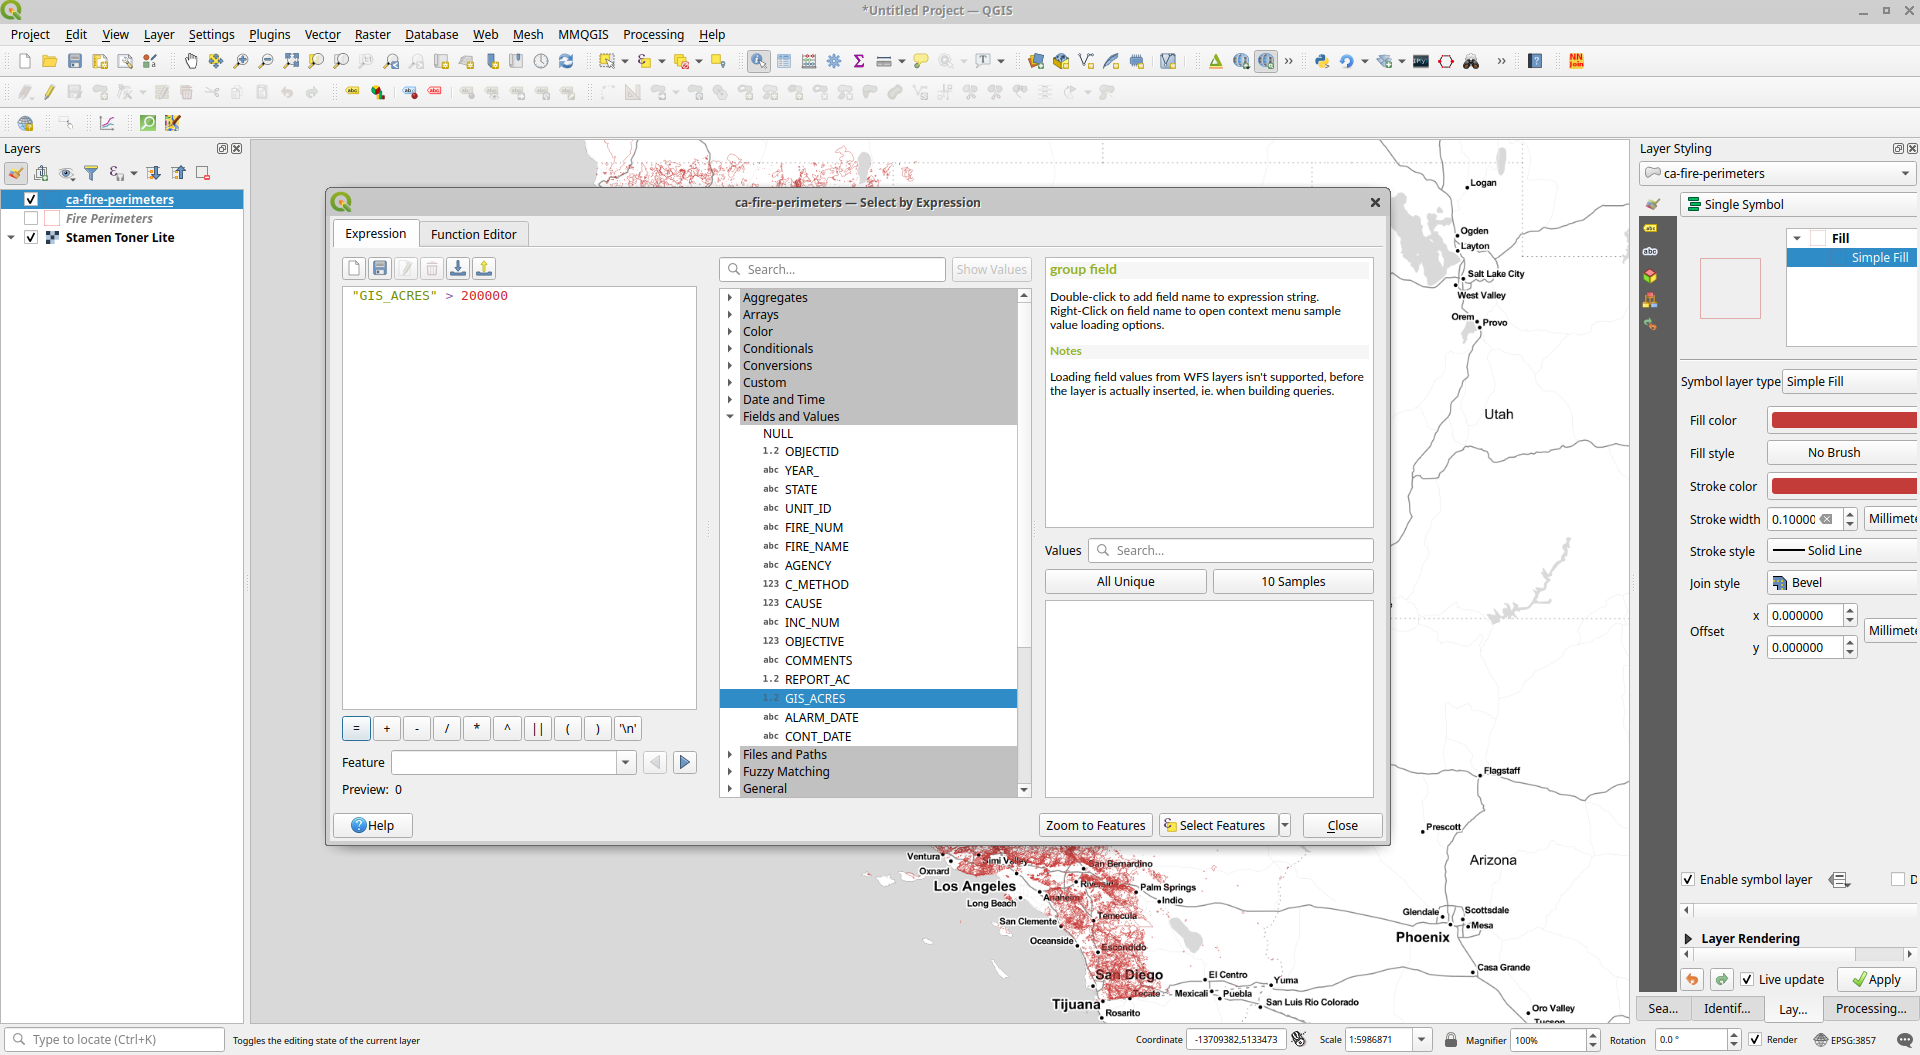 *Untitled Project — QGIS
Project Edit View Layer Settings Plugins Vector Raster Database Web Mesh MMQGIS Processing Help
Layers
ca-fire-perimeters
Fire Perimeters
Stamen Toner Lite
ca-fire-perimeters — Select by Expression
Expression
Function Editor
"GIS_ACRES" > 200000
= + - / * ^ || ( ) '\n'
Feature
Preview: 0
Help
Search...
Show Values
Aggregates
Arrays
Color
Conditionals
Conversions
Custom
Date and Time
Fields and Values
NULL
1.2 OBJECTID
abc YEAR_
abc STATE
abc UNIT_ID
abc FIRE_NUM
abc FIRE_NAME
abc AGENCY
123 C_METHOD
123 CAUSE
abc INC_NUM
123 OBJECTIVE
abc COMMENTS
1.2 REPORT_AC
1.2 GIS_ACRES
abc ALARM_DATE
abc CONT_DATE
Files and Paths
Fuzzy Matching
General
group field
Double-click to add field name to expression string.
Right-Click on field name to open context menu sample
value loading options.
Notes
Loading field values from WFS layers isn't supported, before
the layer is actually inserted, ie. when building queries.
Values
Search...
All Unique
10 Samples
Zoom to Features
Select Features
Close
Logan
Ogden
Layton
Salt Lake City
West Valley
Orem
Provo
Utah
Flagstaff
Prescott
Arizona
Glendale
Scottsdale
Mesa
Phoenix
Casa Grande
Oro Valley
Tucson
Ventura
Simi Valley
Oxnard
San Bernardino
Los Angeles
Riverside
Palm Springs
Anaheim
Long Beach
Indio
San Clemente
Temecula
Oceanside
Escondido
San Diego
El Centro
Yuma
Tecate
Mexicali
Puebla
Tijuana
San Luis Rio Colorado
Rosarito
Layer Styling
ca-fire-perimeters
Single Symbol
Fill
Simple Fill
Symbol layer type
Simple Fill
Fill color
Fill style
No Brush
Stroke color
Stroke width
0.10000
Millimete
Stroke style
Solid Line
Join style
Bevel
Offset
x
0.000000
y
0.000000
Millimete
Enable symbol layer
D
Layer Rendering
Live update
Apply
Sea...
Identif...
Lay...
Processing...
Type to locate (Ctrl+K)
Toggles the editing state of the current layer
Coordinate
-13709382,5133473
Scale
1:5986871
Magnifier
100%
Rotation
0.0 °
Render
EPSG:3857